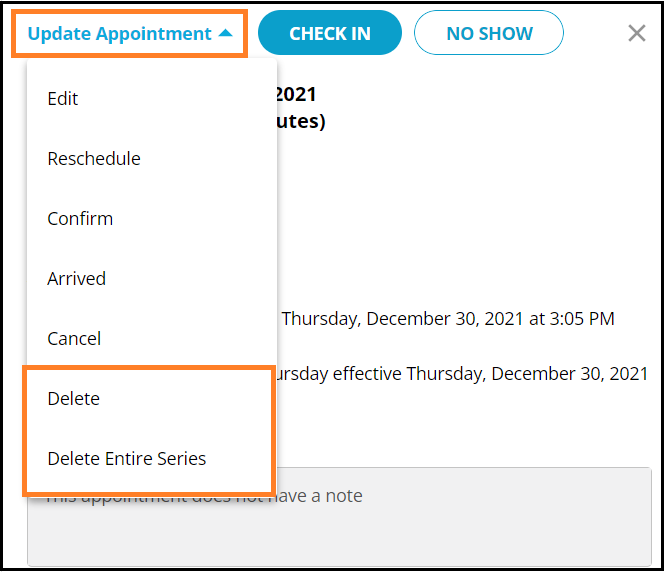 Update Appointment CHECK IN NO SHOW
Edit
2021
utes)
Reschedule
Confirm
Arrived
Thursday, December 30, 2021 at 3:05 PM
Cancel
ursday effective Thursday, December 30, 2021
Delete
Delete Entire Series
This appointment does not have a note